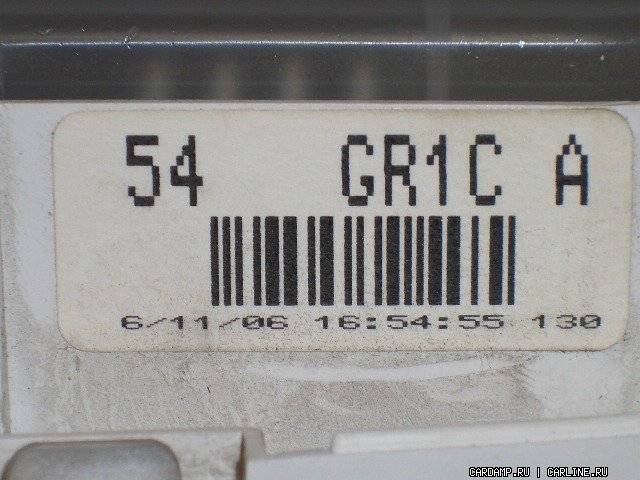 54 GR1C A
6/11/06 16:54:55 130
CARDAMP.RU | CARLINE.RU